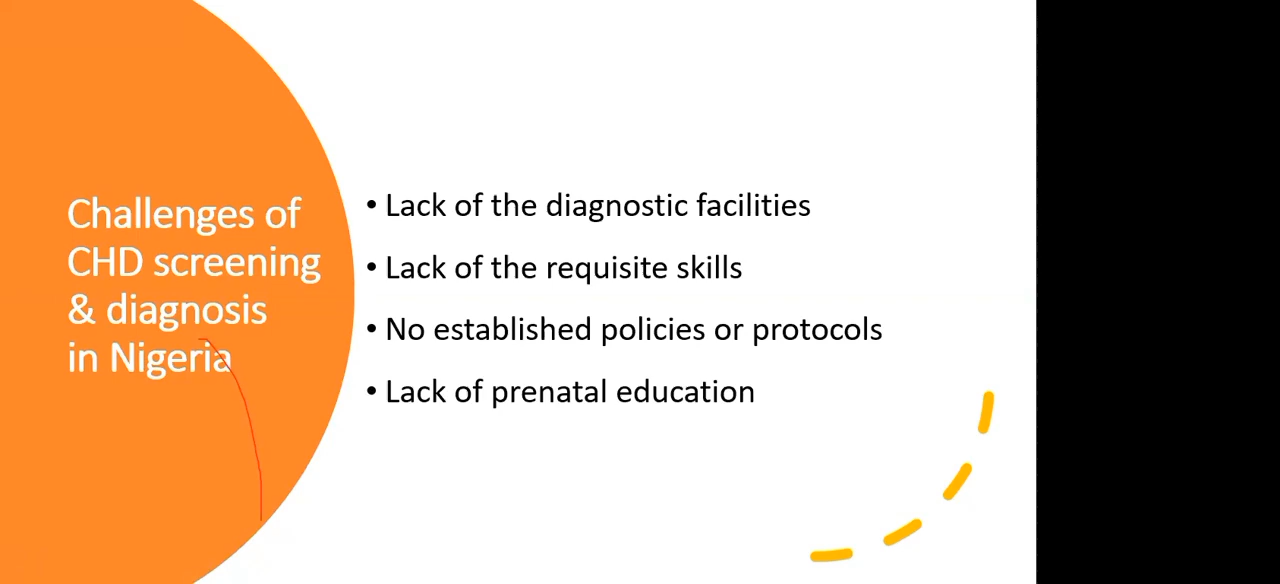 Challenges of
CHD screening
& diagnosis
in Nigeria
• Lack of the diagnostic facilities
• Lack of the requisite skills
• No established policies or protocols
• Lack of prenatal education